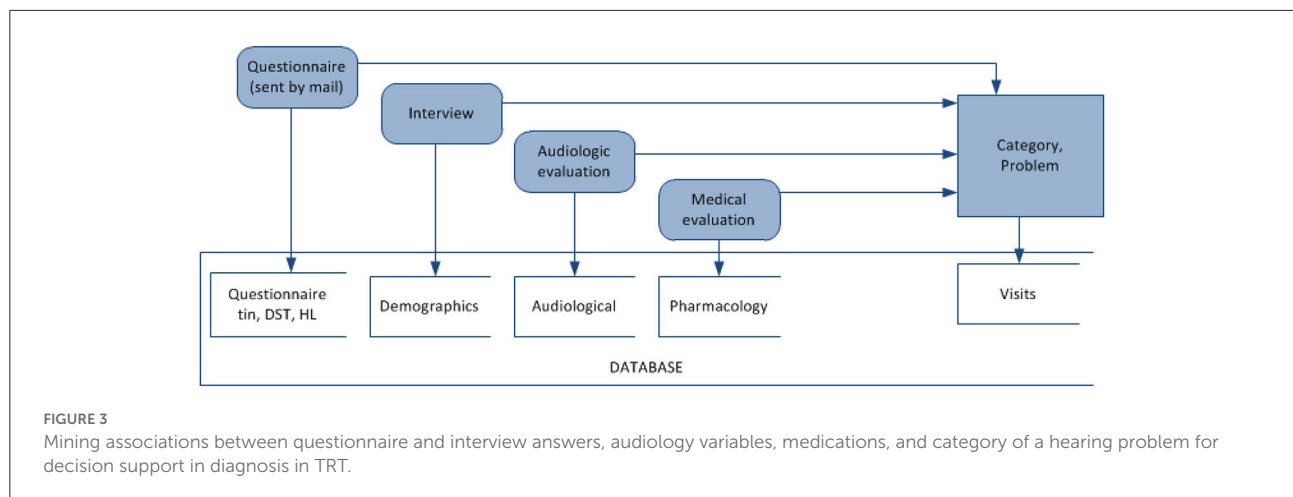 Questionnaire
(sent by mail)
Interview
Audiologic
evaluation
Medical
evaluation
Category,
Problem
Questionnaire
tin, DST, HL
Demographics
Audiological
Pharmacology
Visits
DATABASE
FIGURE 3
Mining associations between questionnaire and interview answers, audiology variables, medications, and category of a hearing problem for
decision support in diagnosis in TRT.